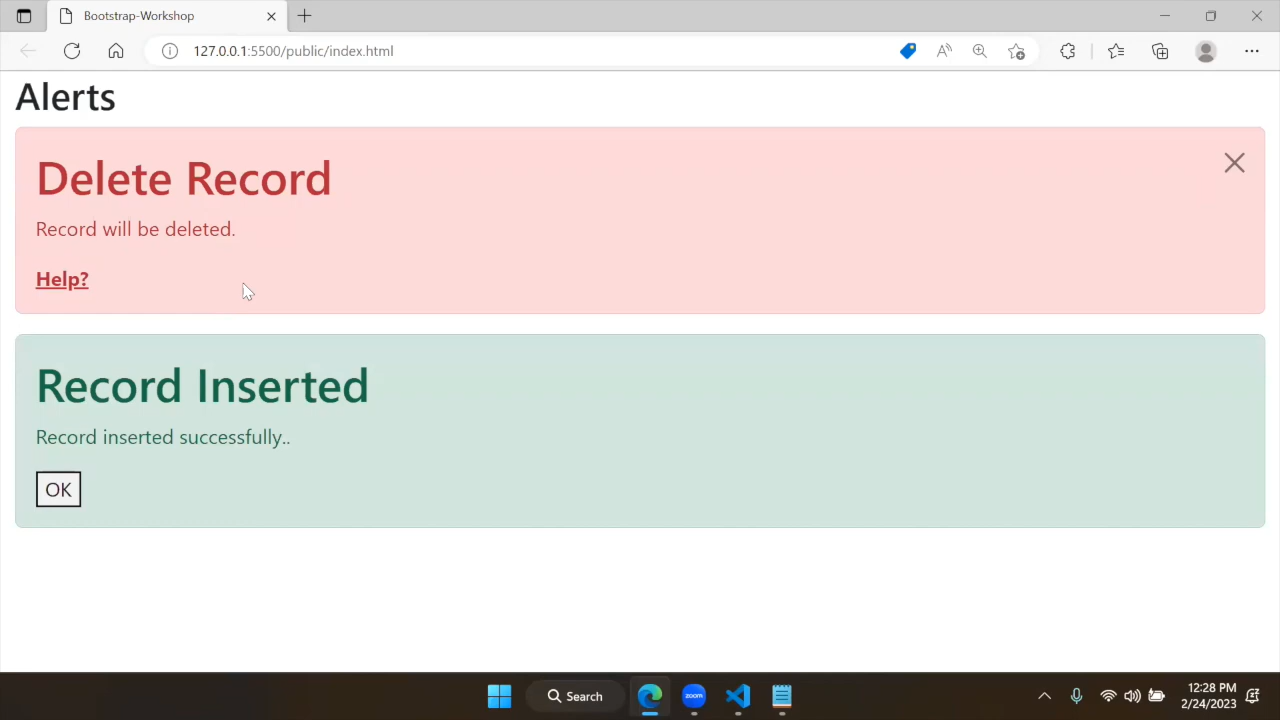 Bootstrap-Workshop
127.0.0.1:5500/public/index.html
Alerts
Delete Record
Record will be deleted.
Help?
Record Inserted
Record inserted successfully..
OK
Search
zoom
12:28 PM
2/24/2023